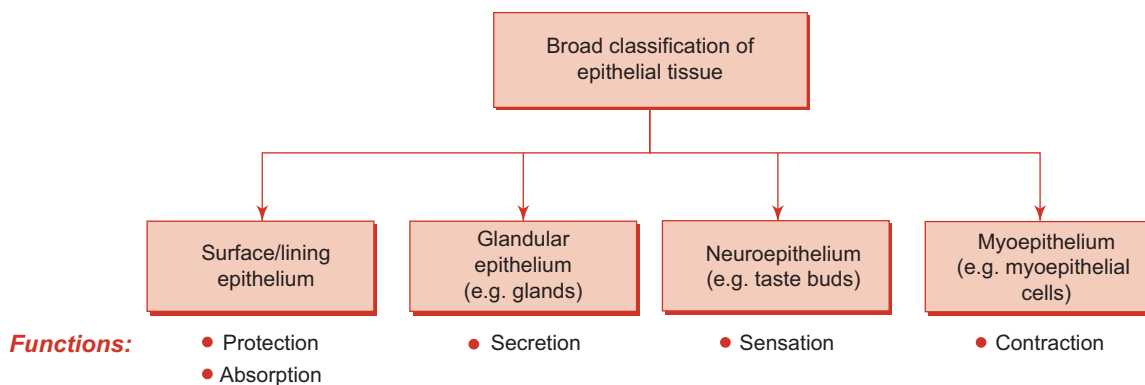 Broad classification of
epithelial tissue
Surface/lining
epithelium
Glandular
epithelium
(e.g. glands)
Neuroepithelium
(e.g. taste buds)
Myoepithelium
(e.g. myoepithelial
cells)
Functions:
• Protection
• Absorption
• Secretion
• Sensation
• Contraction